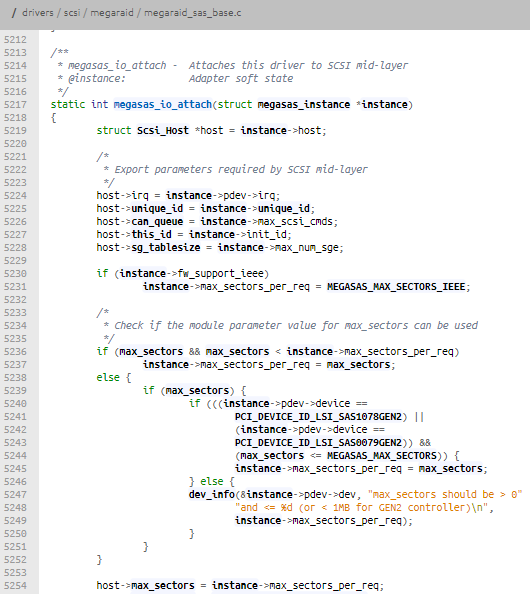 / drivers / scsi / megaraid / megaraid_sas_base.c
5212
5213 /**
5214  * megasas_io_attach -  Attaches this driver to SCSI mid-layer
5215  * @instance:           Adapter soft state
5216  */
5217 static int megasas_io_attach(struct megasas_instance *instance)
5218 {
5219         struct Scsi_Host *host = instance->host;
5220
5221         /*
5222          * Export parameters required by SCSI mid-layer
5223          */
5224         host->irq = instance->pdev->irq;
5225         host->unique_id = instance->unique_id;
5226         host->can_queue = instance->max_scsi_cmds;
5227         host->this_id = instance->init_id;
5228         host->sg_tablesize = instance->max_num_sge;
5229
5230         if (instance->fw_support_ieee)
5231                 instance->max_sectors_per_req = MEGASAS_MAX_SECTORS_IEEE;
5232
5233         /*
5234          * Check if the module parameter value for max_sectors can be used
5235          */
5236         if (max_sectors && max_sectors < instance->max_sectors_per_req)
5237                 instance->max_sectors_per_req = max_sectors;
5238         else {
5239                 if (max_sectors) {
5240                         if (((instance->pdev->device ==
5241                                 PCI_DEVICE_ID_LSI_SAS1078GEN2) ||
5242                                 (instance->pdev->device ==
5243                                 PCI_DEVICE_ID_LSI_SAS0079GEN2)) &&
5244                                 (max_sectors <= MEGASAS_MAX_SECTORS)) {
5245                                 instance->max_sectors_per_req = max_sectors;
5246                         } else {
5247                         dev_info(&instance->pdev->dev, "max_sectors should be > 0"
5248                                 "and <= %d (or < 1MB for GEN2 controller)\n",
5249                                 instance->max_sectors_per_req);
5250                         }
5251                 }
5252         }
5253
5254         host->max_sectors = instance->max_sectors_per_req;